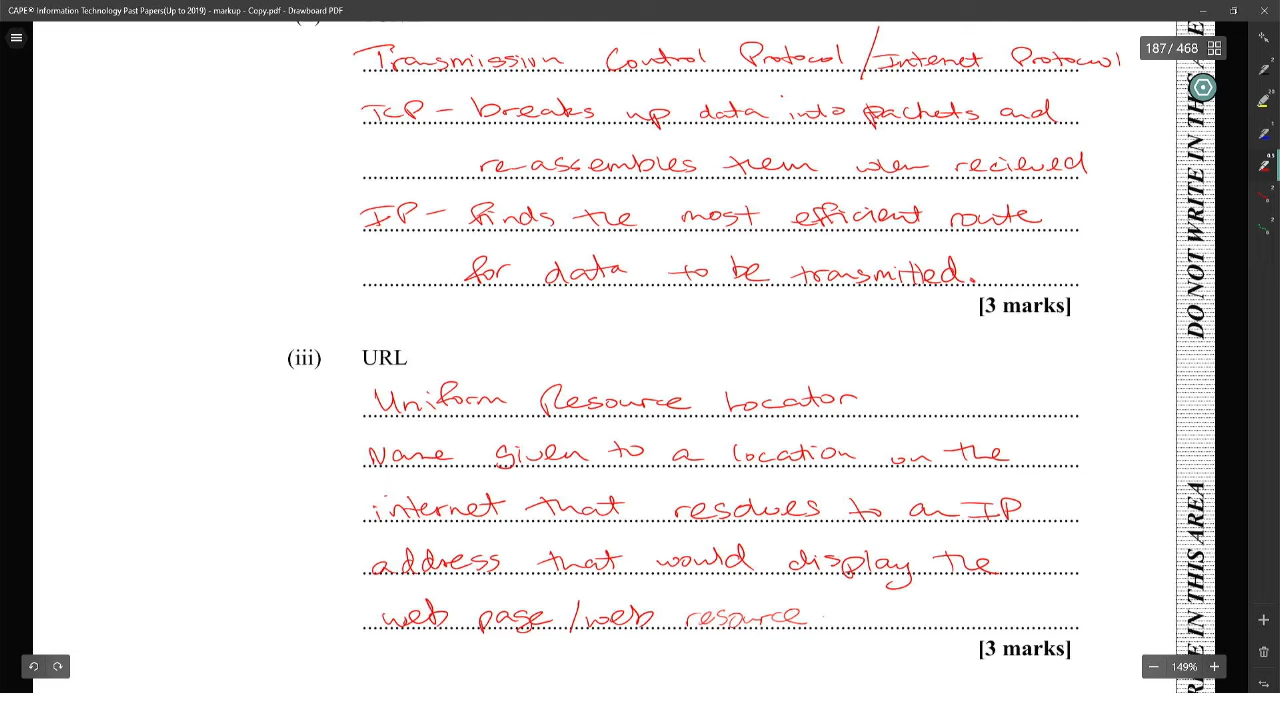 CAPE® Information Technology Past Papers(Up to 2019) - markup - Copy.pdf - Drawboard PDF
187 / 468
Transmission Control Protocol / Internet Protocol
TCP - breaks up data into packets and
re-assembles them when recieved
IP - finds the most efficient route
for data to be transmitted.
[3 marks]
(iii) URL
Uniform Resource Locator
Name given to a location on the
internet that resolves to an IP
address that would display the
web page / web resource
[3 marks]
DO NOT WRITE IN THIS
RE IN THIS AREA
149%